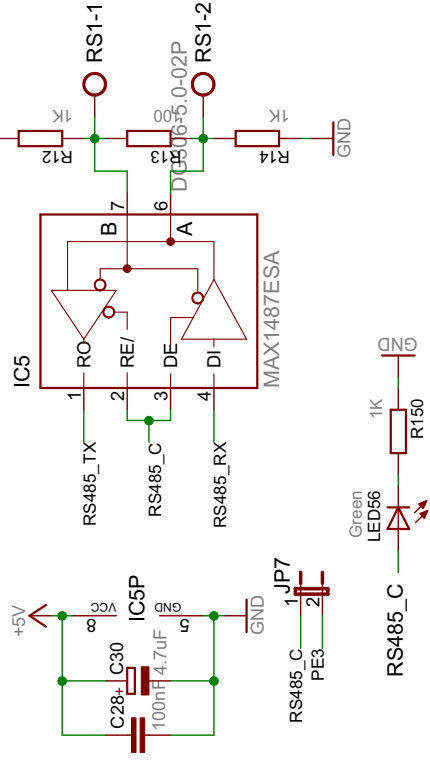 RS1-1
RS1-2
DG306-5.0-02P
1K
100
1K
R12
R13
R14
GND
7
6
B
A
IC5
RO
RE/
DE
DI
MAX1487ESA
1
2
3
4
RS485_TX
RS485_C
RS485_RX
GND
1K
R150
Green
LED56
RS485_C
+5V
8
VCC
IC5P
GND
5
GND
C30
4.7uF
C28
+
100nF
JP7
1
2
RS485_C
PE3